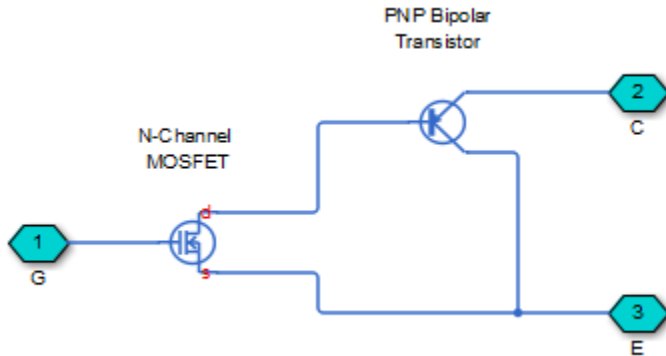 PNP Bipolar
Transistor
2
C
N-Channel
MOSFET
d
1
G
s
3
E